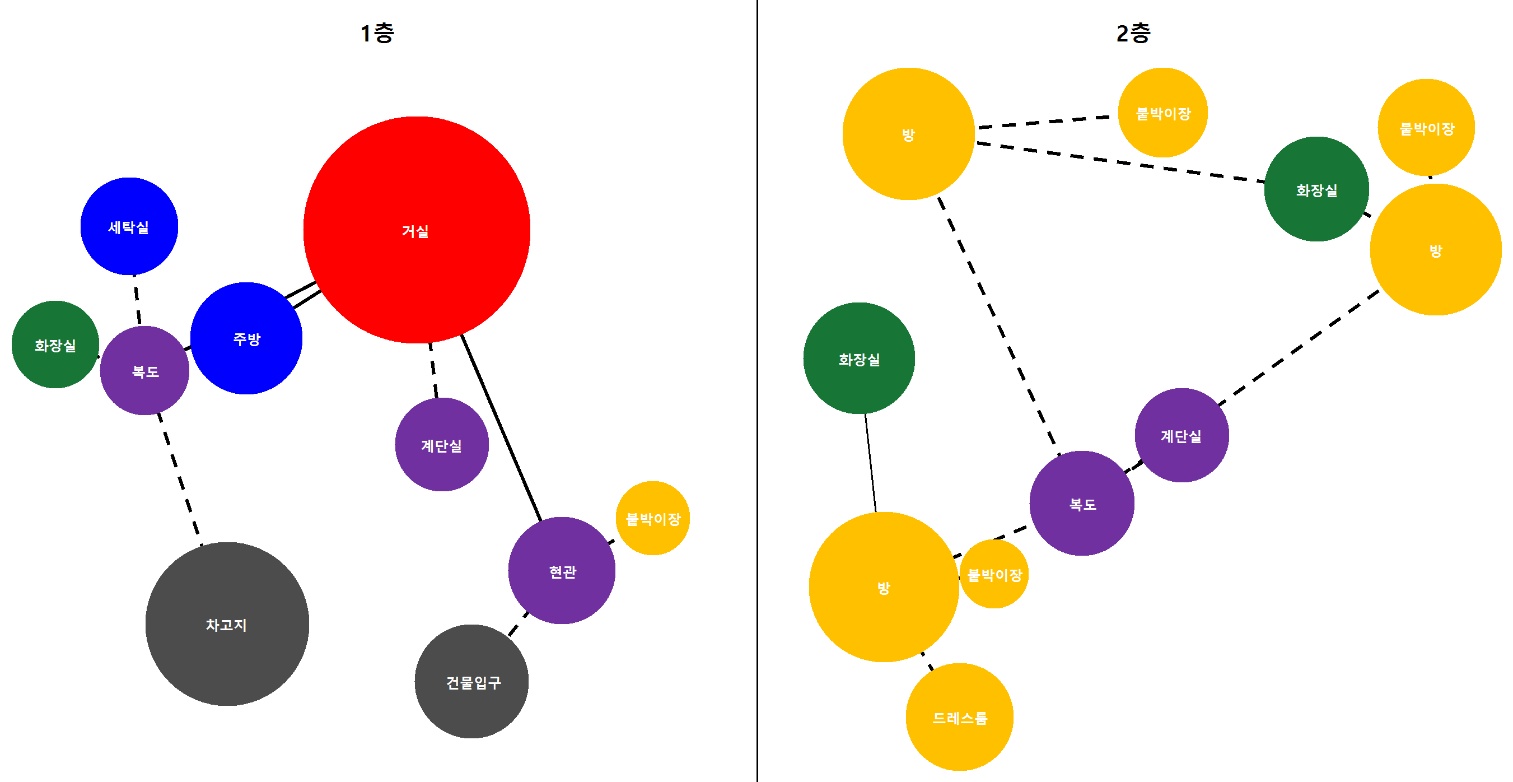 1층
거실
세탁실
주방
화장실
복도
계단실
붙박이장
현관
차고지
건물입구
2층
방
붙박이장
붙박이장
화장실
방
화장실
계단실
복도
방
붙박이장
드레스룸